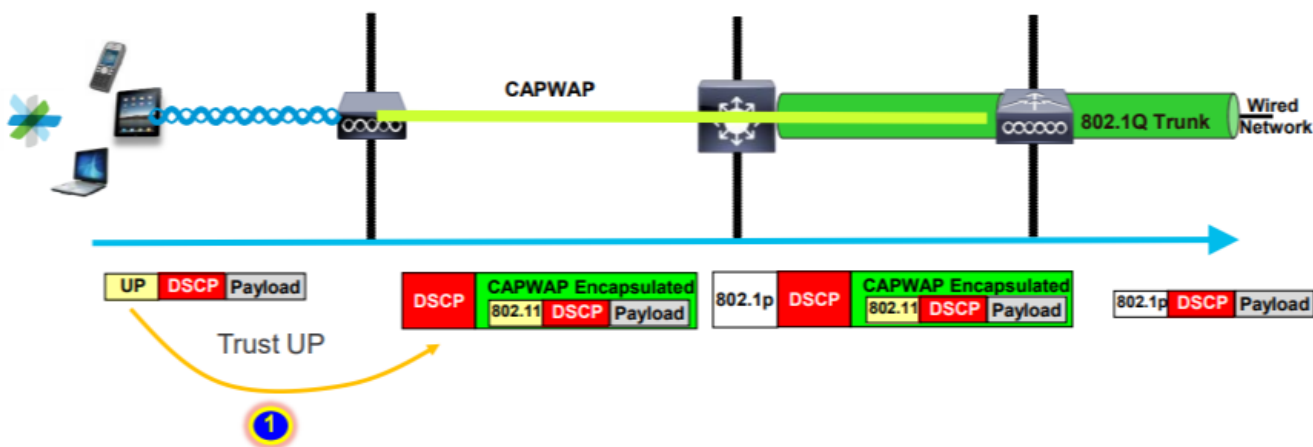 CAPWAP
802.1Q Trunk
Wired
Network
UP DSCP Payload
DSCP
CAPWAP Encapsulated
802.11 DSCP Payload
802.1p DSCP
CAPWAP Encapsulated
802.11 DSCP Payload
802.1p DSCP Payload
Trust UP
1